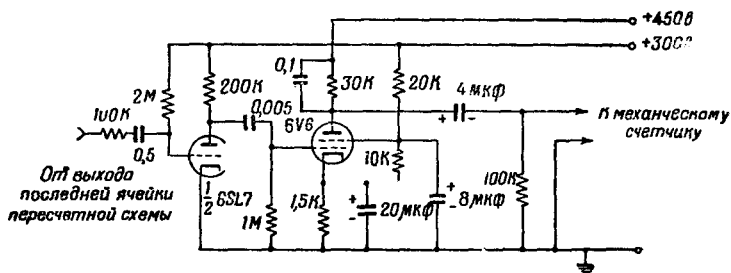 +450в
+300в
0,1
2М
200К
30К
20К
4 мкф
100К
0,005
6V6
К механическому
счетчику
0,5
10К
От выхода
последней ячейки
пересчетной схемы
1/2 6SL7
1М
1,5К
20мкф
8мкф
100К